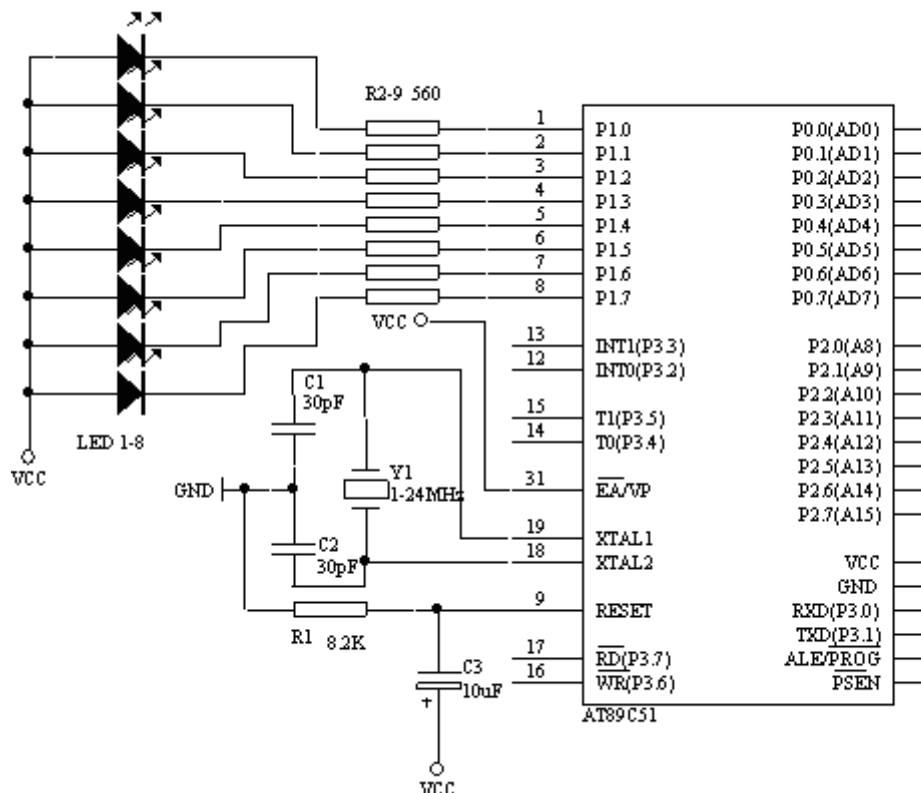 VCC
LED 1-8
R2-9 560
1
2
3
4
5
6
7
8
VCC
13
12
15
14
31
19
18
9
17
16
C1
30pF
GND
Y1
1-24MHz
C2
30pF
R1
8.2K
C3
10uF
+
VCC
P1.0
P1.1
P1.2
P1.3
P1.4
P1.5
P1.6
P1.7
INT1(P3.3)
INT0(P3.2)
T1(P3.5)
T0(P3.4)
EA/VP
XTAL1
XTAL2
RESET
RD(P3.7)
WR(P3.6)
P0.0(AD0)
P0.1(AD1)
P0.2(AD2)
P0.3(AD3)
P0.4(AD4)
P0.5(AD5)
P0.6(AD6)
P0.7(AD7)
P2.0(A8)
P2.1(A9)
P2.2(A10)
P2.3(A11)
P2.4(A12)
P2.5(A13)
P2.6(A14)
P2.7(A15)
VCC
GND
RXD(P3.0)
TXD(P3.1)
ALE/PROG
PSEN
AT89C51